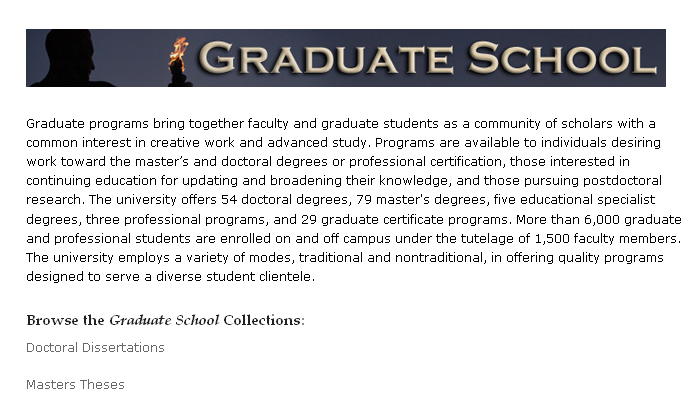 GRADUATE SCHOOL
Graduate programs bring together faculty and graduate students as a community of scholars with a
common interest in creative work and advanced study. Programs are available to individuals desiring
work toward the master’s and doctoral degrees or professional certification, those interested in
continuing education for updating and broadening their knowledge, and those pursuing postdoctoral
research. The university offers 54 doctoral degrees, 79 master's degrees, five educational specialist
degrees, three professional programs, and 29 graduate certificate programs. More than 6,000 graduate
and professional students are enrolled on and off campus under the tutelage of 1,500 faculty members.
The university employs a variety of modes, traditional and nontraditional, in offering quality programs
designed to serve a diverse student clientele.
Browse the Graduate School Collections:
Doctoral Dissertations
Masters Theses